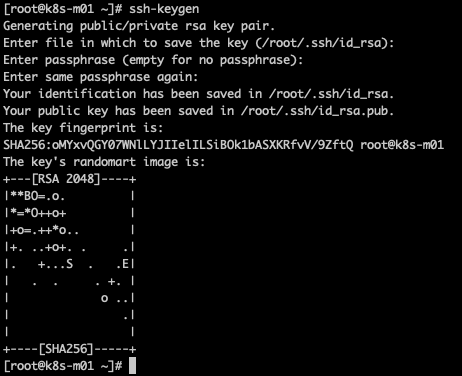 [root@k8s-m01 ~]# ssh-keygen
Generating public/private rsa key pair.
Enter file in which to save the key (/root/.ssh/id_rsa):
Enter passphrase (empty for no passphrase):
Enter same passphrase again:
Your identification has been saved in /root/.ssh/id_rsa.
Your public key has been saved in /root/.ssh/id_rsa.pub.
The key fingerprint is:
SHA256:oMYxvQGY07WNlLYJIIelILSiBOk1bASXKRfvV/9ZftQ root@k8s-m01
The key's randomart image is:
+---[RSA 2048]----+
|**BO=.o.         |
|*=*O++o+         |
|+o=.++*o..       |
|+. ..+o+. .     .|
|.   +...S  .   .E|
|   .  .     . +. |
|             o ..|
|                .|
|                 |
+----[SHA256]-----+
[root@k8s-m01 ~]#